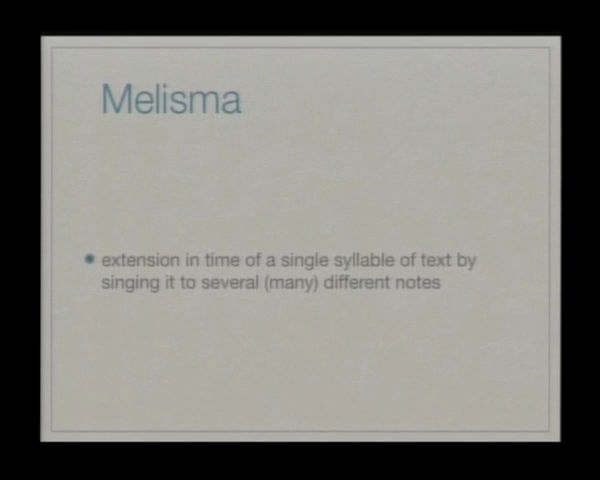 Melisma
extension in time of a single syllable of text by
singing it to several (many) different notes